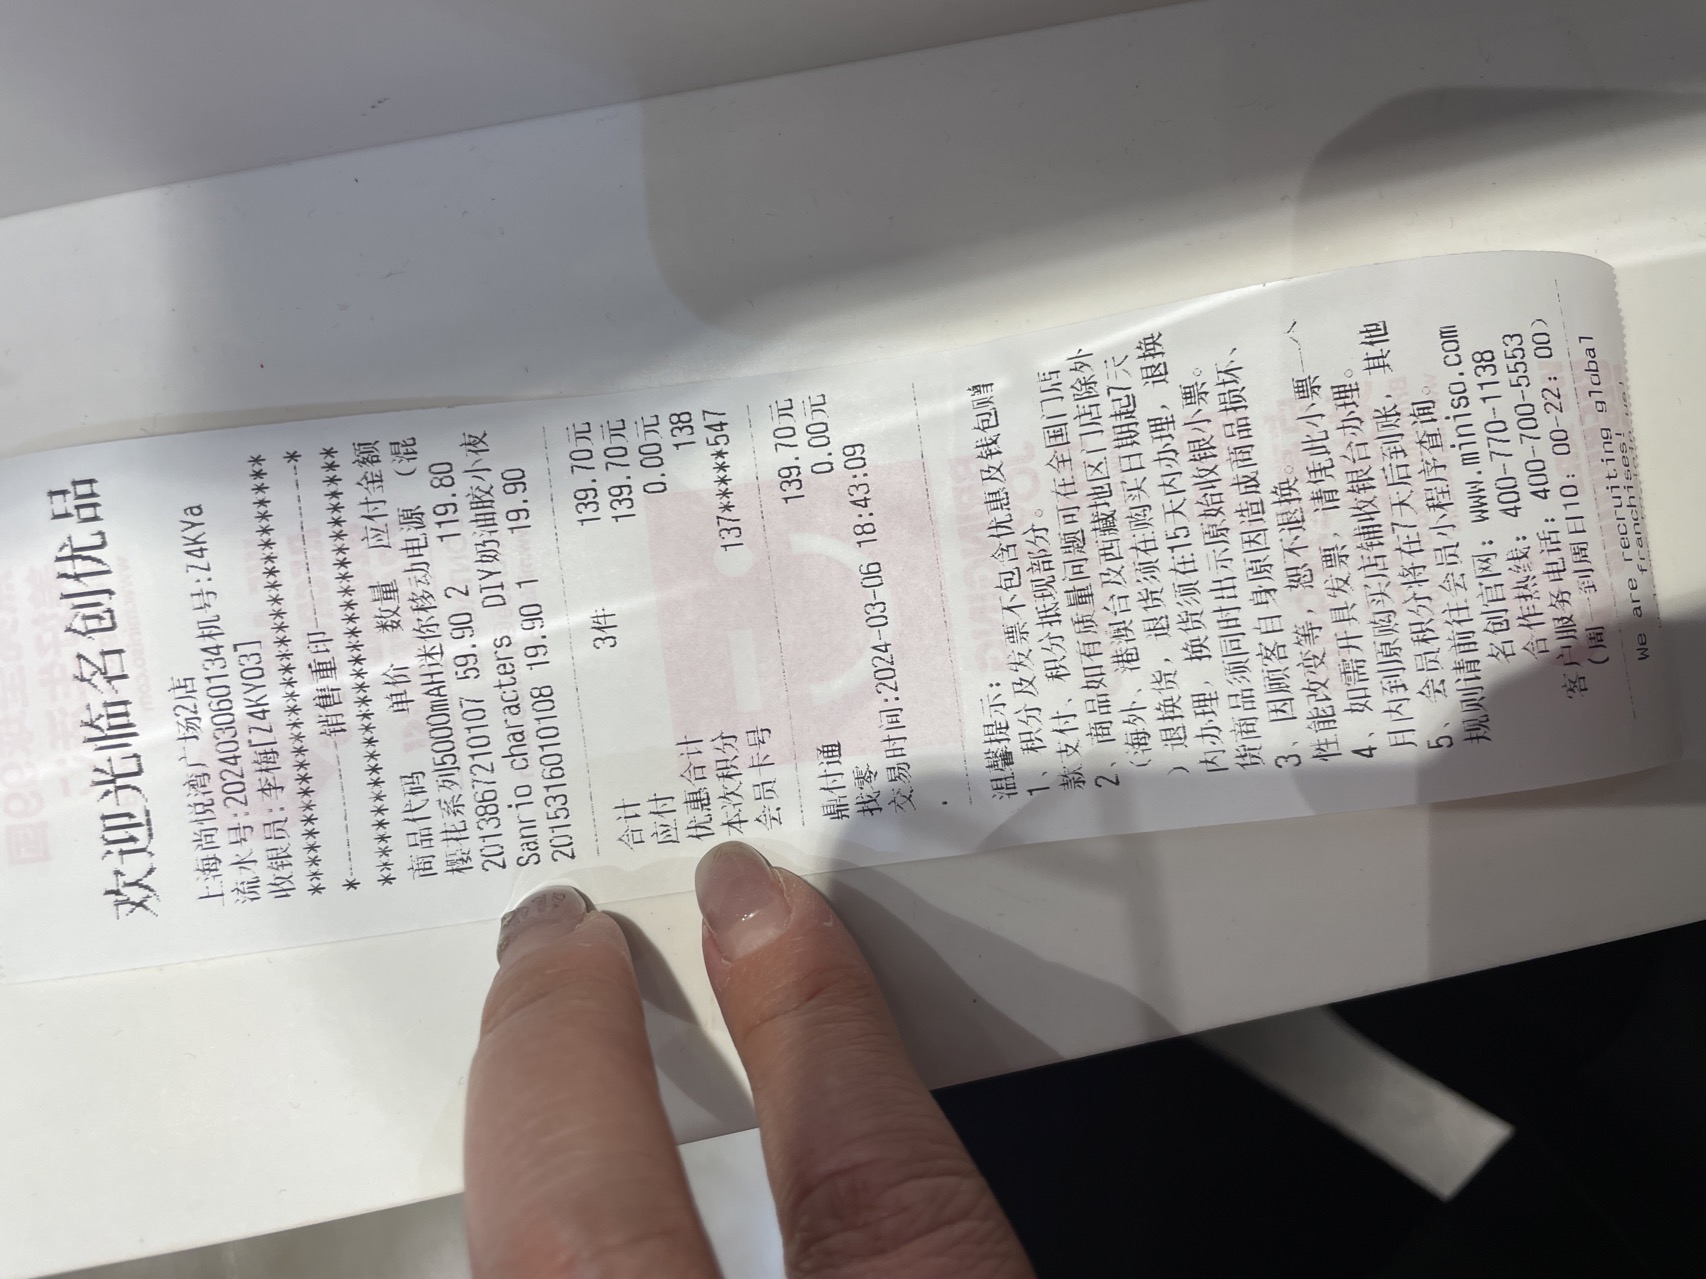 欢迎光临名创优品
上海尚悦湾广场2店
流水号:2024030660134机号:Z4KYa
收银员:李梅[Z4KY003]
*********************************
*----------销售重印----------*
*********************************
商品代码 单价 数量 应付金额
樱花系列5000mAH迷你移动电源 (混
2013867210107 59.90 2 119.80
Sanrio characters DIY奶油胶小夜
2015316010108 19.90 1 19.90
合计 3件 139.70元
应付 139.70元
优惠合计 0.00元
本次积分 138
会员卡号 137*****547
鼎付通 139.70元
找零 0.00元
交易时间:2024-03-06 18:43:09
温馨提示:
1、积分及发票不包含优惠及钱包赠
款支付、积分抵现部分。
2、商品如有质量问题可在全国门店
(海外、港澳台及西藏地区门店除外
)退换货,退货须在购买日期起7天
内办理,换货须在15天内办理,退换
货商品须同时出示原始收银小票。
3、因顾客自身原因造成商品损坏、
性能改变等,恕不退换。
4、如需开具发票,请凭此小票一个
月内到原购买店铺收银台办理。
5、会员积分将在7天后到账,其他
规则请前往会员小程序查询。
名创官网: www.miniso.com
合作热线: 400-770-1138
客户服务电话: 400-700-5553
(周一到周日10:00-22:00)
We are recruiting global
franchises!